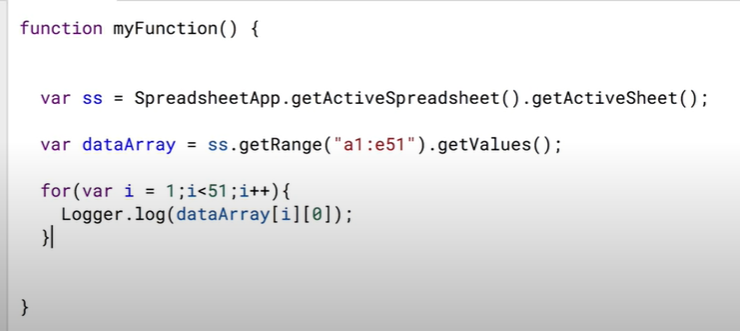 function myFunction() {
var ss = SpreadsheetApp.getActiveSpreadsheet().getActiveSheet();
var dataArray = ss.getRange("a1:e51").getValues();
for(var i = 1;i<51;i++){
Logger.log(dataArray[i][0]);
}
}